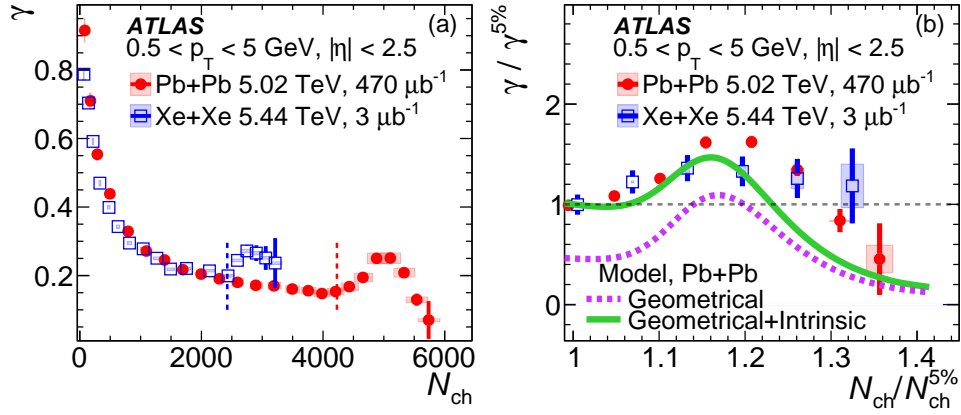 γ
ATLAS (a)
0.5 < p_T < 5 GeV, |η| < 2.5
Pb+Pb 5.02 TeV, 470 μb⁻¹
Xe+Xe 5.44 TeV, 3 μb⁻¹
0.8
0.6
0.4
0.2
0 2000 4000 6000
N_ch
γ / γ^5%
ATLAS (b)
0.5 < p_T < 5 GeV, |η| < 2.5
Pb+Pb 5.02 TeV, 470 μb⁻¹
Xe+Xe 5.44 TeV, 3 μb⁻¹
2
1
0
Model, Pb+Pb
Geometrical
Geometrical+Intrinsic
1 1.1 1.2 1.3 1.4
N_ch/N_ch^5%